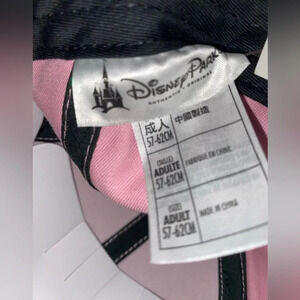 Disney Parks
AUTHENTIC ORIGINAL
成人
57-62CM
中國製造
(SIZE)
ADULTE
57-62CM
FABRIQUÉ EN CHINE
(SIZE)
ADULT
57-62CM
MADE IN CHINA